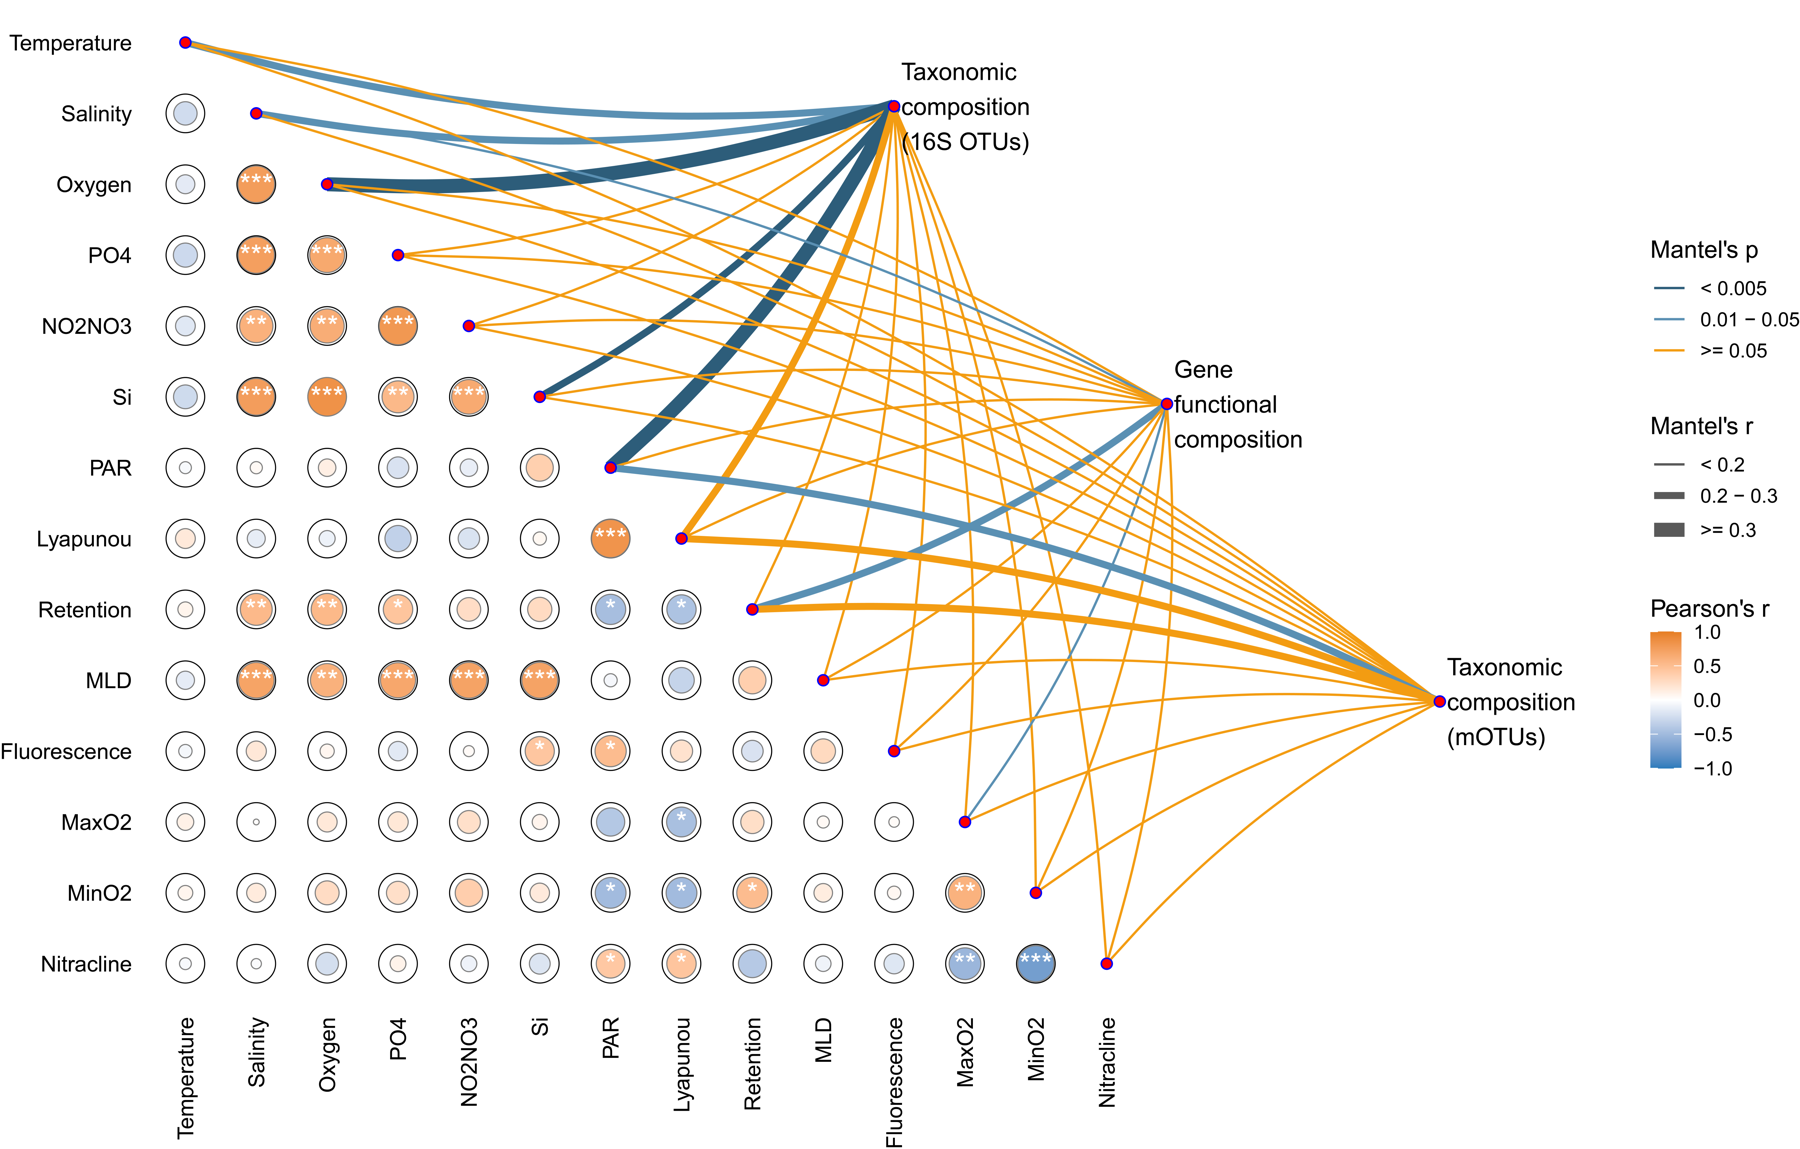 Temperature
Taxonomic
composition
(16S OTUs)
Salinity
Oxygen ***
PO4 *** ***
NO2NO3 ** ** ***
Si *** *** ** ***
PAR
Lyapunou ***
Retention ** ** * * *
MLD *** ** *** *** ***
Fluorescence * *
MaxO2 *
MinO2 * * * **
Nitracline * * ** ***
Temperature
Salinity
Oxygen
PO4
NO2NO3
Si
PAR
Lyapunou
Retention
MLD
Fluorescence
MaxO2
MinO2
Nitracline
Gene
functional
composition
Taxonomic
composition
(mOTUs)
Mantel's p
< 0.005
0.01 − 0.05
>= 0.05
Mantel's r
< 0.2
0.2 − 0.3
>= 0.3
Pearson's r
1.0
0.5
0.0
−0.5
−1.0